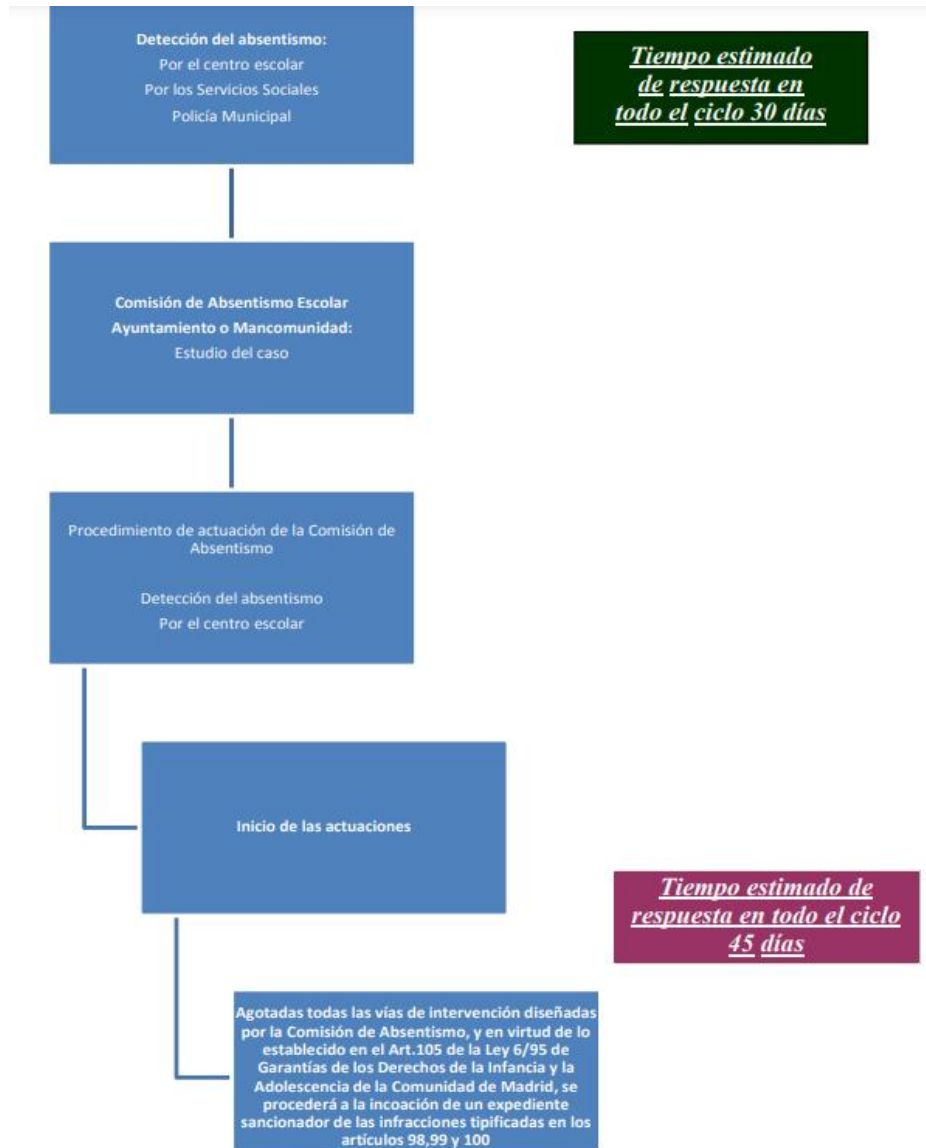 Detección del absentismo:
Por el centro escolar
Por los Servicios Sociales
Policía Municipal
Tiempo estimado
de respuesta en
todo el ciclo 30 días
Comisión de Absentismo Escolar
Ayuntamiento o Mancomunidad:
Estudio del caso
Procedimiento de actuación de la Comisión de
Absentismo
Detección del absentismo
Por el centro escolar
Inicio de las actuaciones
Tiempo estimado de
respuesta en todo el ciclo
45 días
Agotadas todas las vías de intervención diseñadas
por la Comisión de Absentismo, y en virtud de lo
establecido en el Art.105 de la Ley 6/95 de
Garantías de los Derechos de la Infancia y la
Adolescencia de la Comunidad de Madrid, se
procederá a la incoación de un expediente
sancionador de las infracciones tipificadas en los
artículos 98,99 y 100